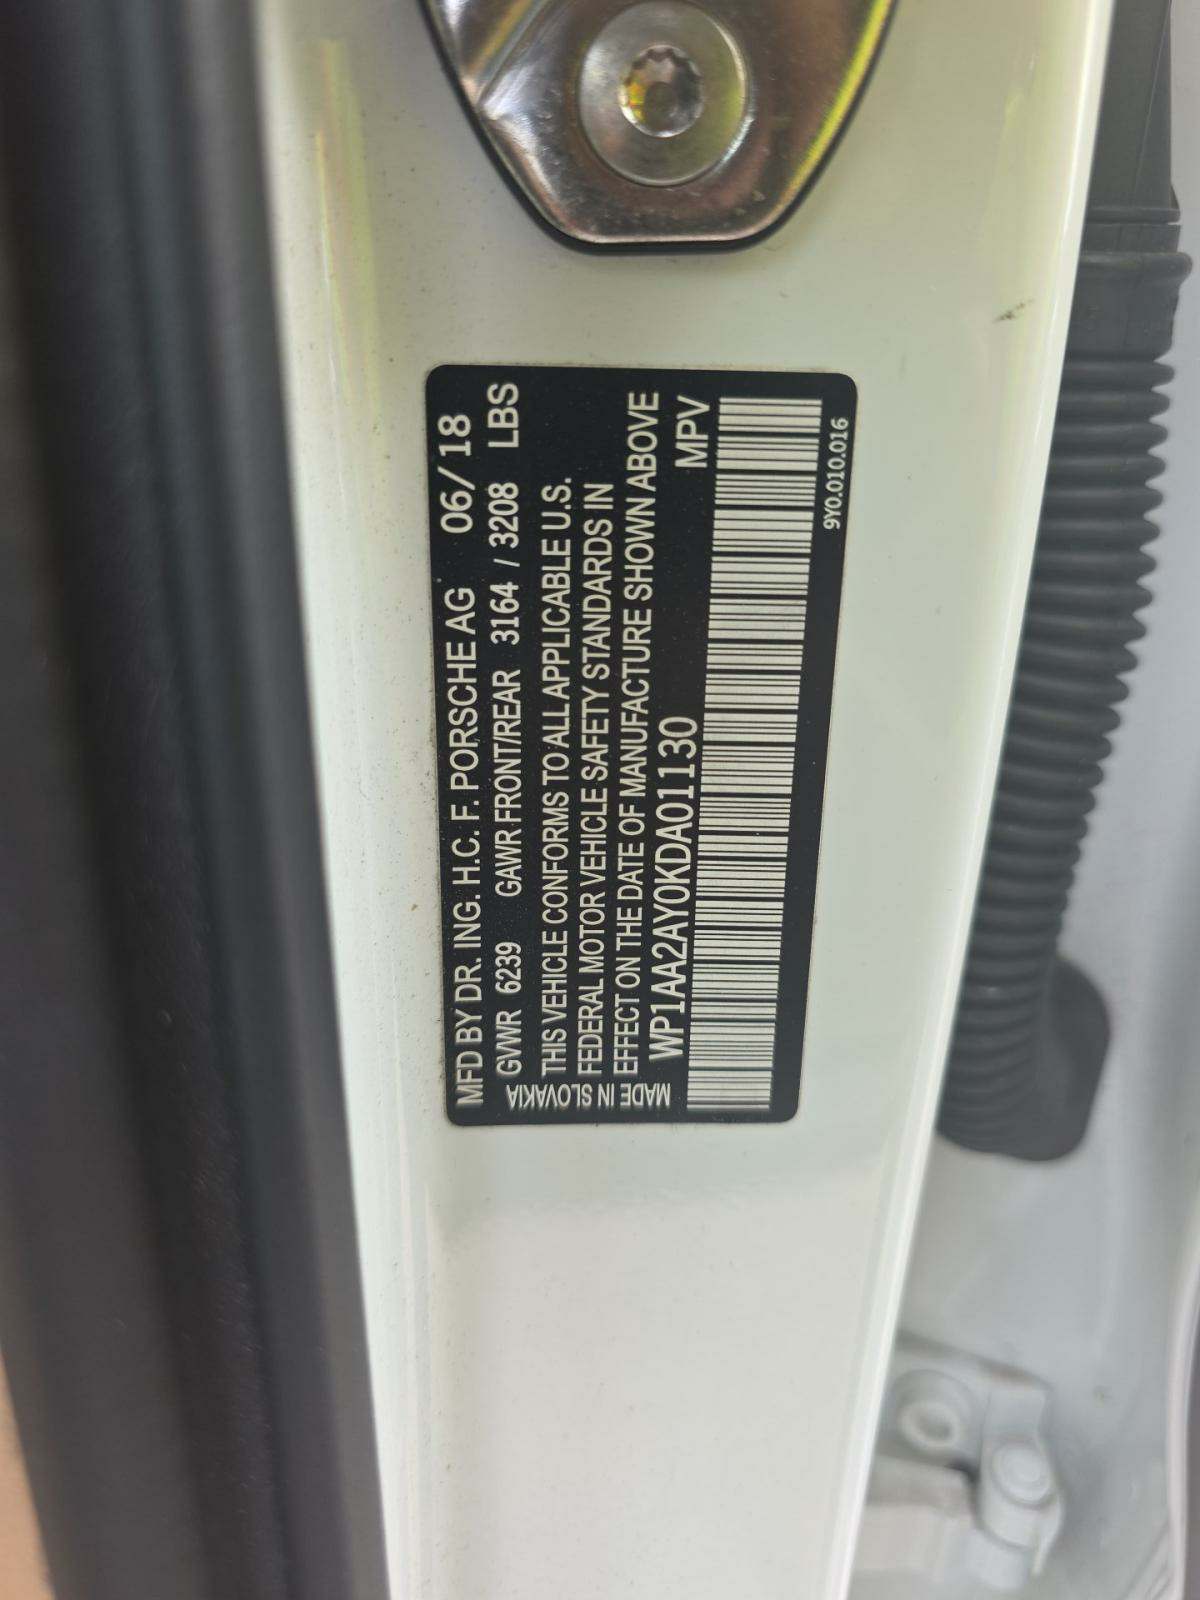 MFD BY DR. ING. H.C. F. PORSCHE AG 06/18
GVWR 6239 GAWR FRONT/REAR 3164 / 3208 LBS
THIS VEHICLE CONFORMS TO ALL APPLICABLE U.S.
FEDERAL MOTOR VEHICLE SAFETY STANDARDS IN
EFFECT ON THE DATE OF MANUFACTURE SHOWN ABOVE
WP1AA2AY0KDA01130 MPV
MADE IN SLOVAKIA
9Y0.010.016